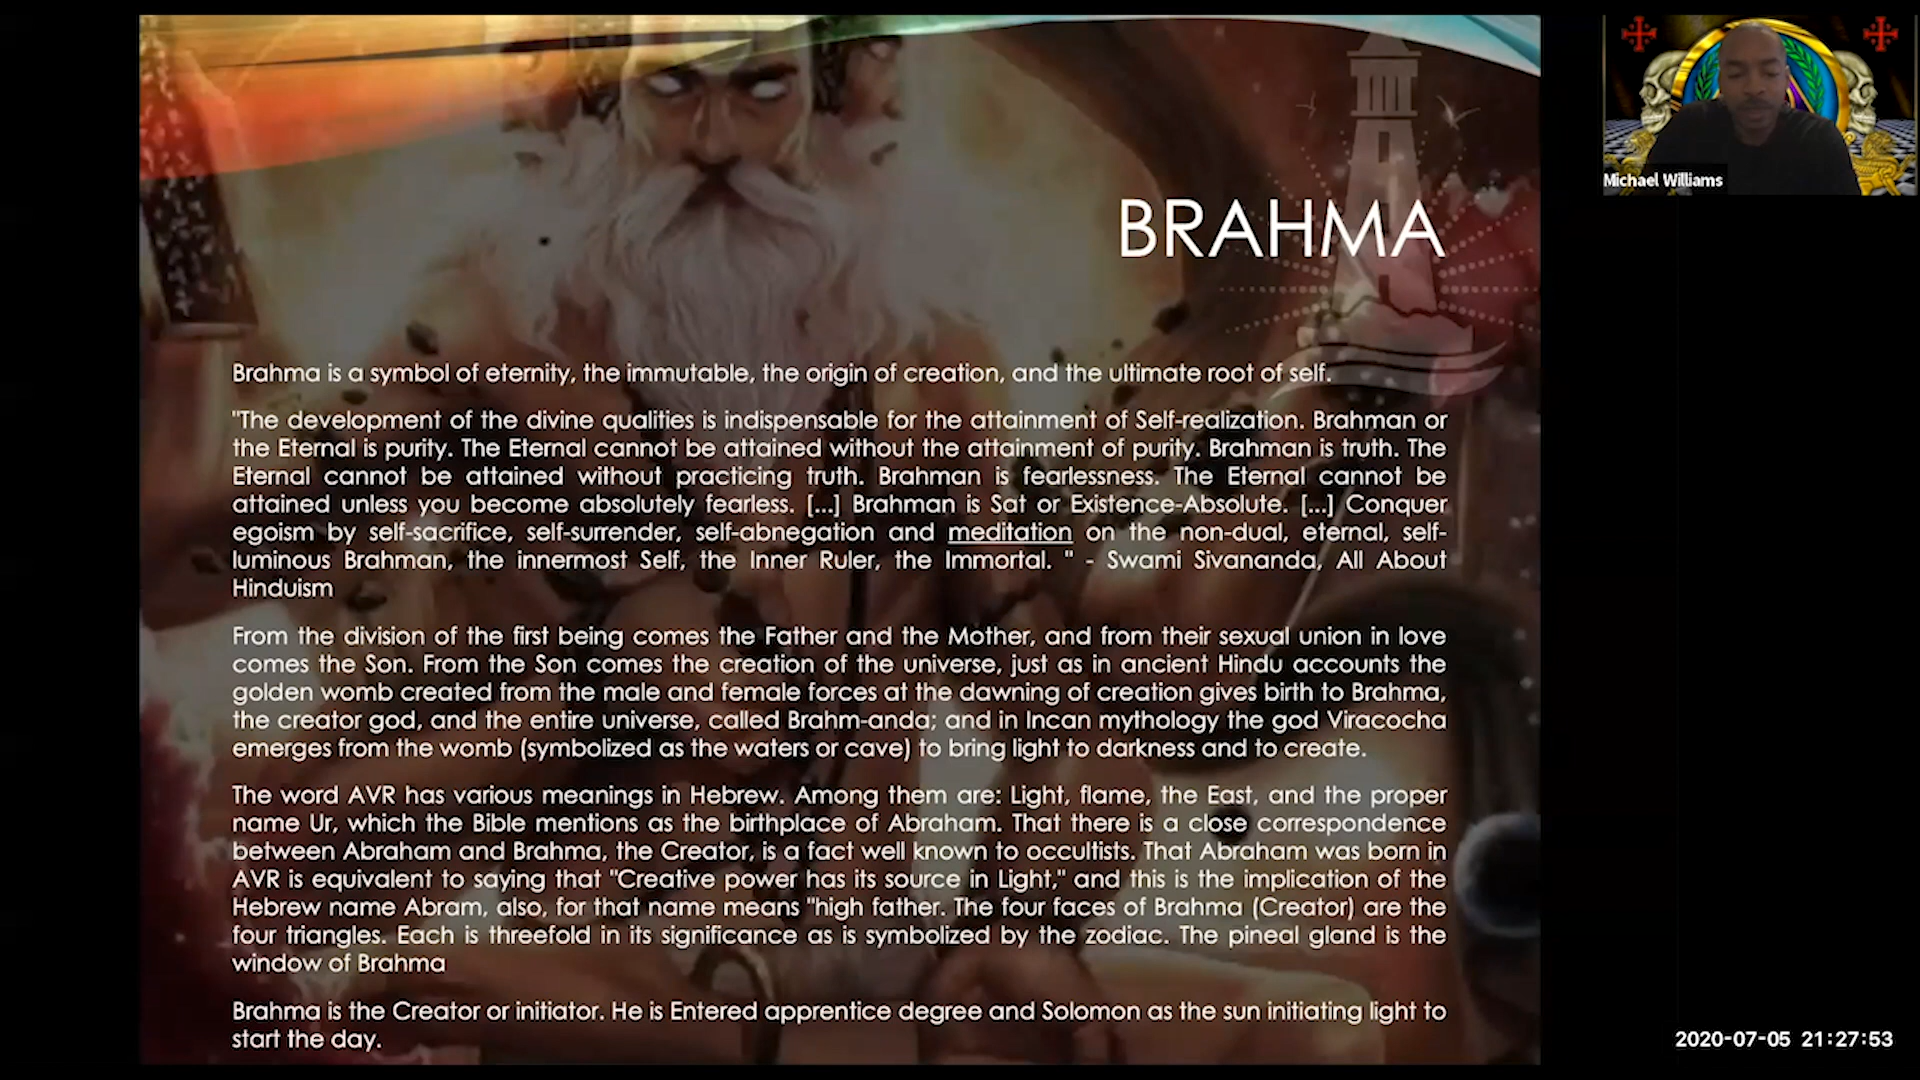 BRAHMA
Brahma is a symbol of eternity, the immutable, the origin of creation, and the ultimate root of self.
"The development of the divine qualities is indispensable for the attainment of Self-realization. Brahman or
the Eternal is purity. The Eternal cannot be attained without the attainment of purity. Brahman is truth. The
Eternal cannot be attained without practicing truth. Brahman is fearlessness. The Eternal cannot be
attained unless you become absolutely fearless. [...] Brahman is Sat or Existence-Absolute. [...] Conquer
egoism by self-sacrifice, self-surrender, self-abnegation and meditation on the non-dual, eternal, self-
luminous Brahman, the innermost Self, the Inner Ruler, the Immortal. " - Swami Sivananda, All About
Hinduism
From the division of the first being comes the Father and the Mother, and from their sexual union in love
comes the Son. From the Son comes the creation of the universe, just as in ancient Hindu accounts the
golden womb created from the male and female forces at the dawning of creation gives birth to Brahma,
the creator god, and the entire universe, called Brahm-anda; and in Incan mythology the god Viracocha
emerges from the womb (symbolized as the waters or cave) to bring light to darkness and to create.
The word AVR has various meanings in Hebrew. Among them are: Light, flame, the East, and the proper
name Ur, which the Bible mentions as the birthplace of Abraham. That there is a close correspondence
between Abraham and Brahma, the Creator, is a fact well known to occultists. That Abraham was born in
AVR is equivalent to saying that "Creative power has its source in Light," and this is the implication of the
Hebrew name Abram, also, for that name means "high father. The four faces of Brahma (Creator) are the
four triangles. Each is threefold in its significance as is symbolized by the zodiac. The pineal gland is the
window of Brahma
Brahma is the Creator or initiator. He is Entered apprentice degree and Solomon as the sun initiating light to
start the day.
Michael Williams
2020-07-05 21:27:53